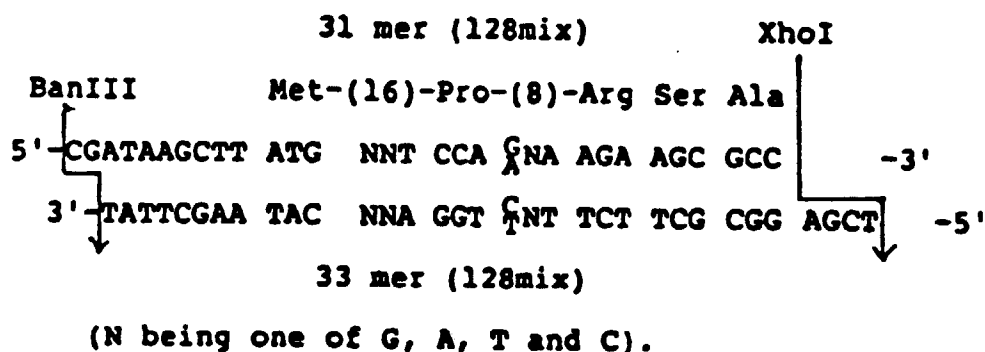 31 mer (128mix) XhoI
BanIII Met-(16)-Pro-(8)-Arg Ser Ala
5'-CGATAAGCTT ATG NNT CCA G/ANA AGA AGC GCC -3'
3'-TATTCGAA TAC NNA GGT C/TNT TCT TCG CGG AGCT -5'
33 mer (128mix)
(N being one of G, A, T and C).